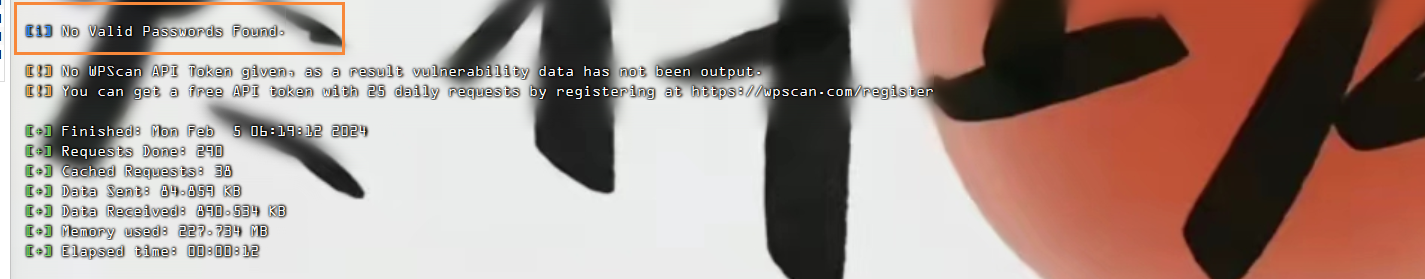 [i] No Valid Passwords Found.
[!] No WPScan API Token given, as a result vulnerability data has not been output.
[!] You can get a free API token with 25 daily requests by registering at https://wpscan.com/register
[+] Finished: Mon Feb  5 06:19:12 2024
[+] Requests Done: 290
[+] Cached Requests: 38
[+] Data Sent: 84.859 KB
[+] Data Received: 890.534 KB
[+] Memory used: 227.734 MB
[+] Elapsed time: 00:00:12